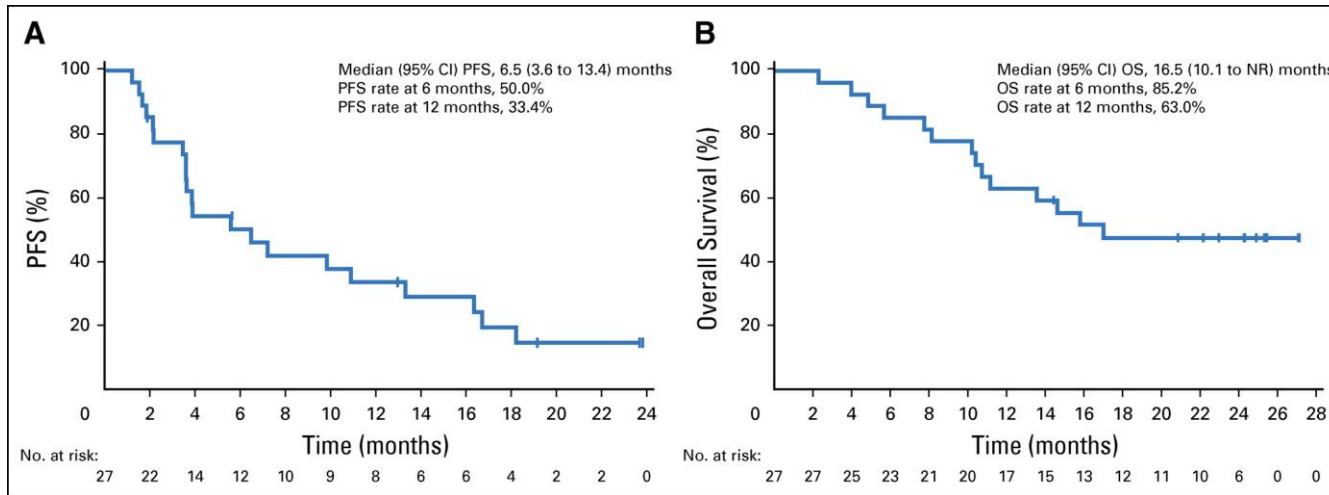 A
Median (95% CI) PFS, 6.5 (3.6 to 13.4) months
PFS rate at 6 months, 50.0%
PFS rate at 12 months, 33.4%
PFS (%)
100
80
60
40
20
0 2 4 6 8 10 12 14 16 18 20 22 24
Time (months)
No. at risk:
27 22 14 12 10 9 8 6 6 4 2 2 0
B
Median (95% CI) OS, 16.5 (10.1 to NR) months
OS rate at 6 months, 85.2%
OS rate at 12 months, 63.0%
Overall Survival (%)
100
80
60
40
20
0 2 4 6 8 10 12 14 16 18 20 22 24 26 28
Time (months)
No. at risk:
27 27 25 23 21 20 17 15 13 12 11 10 6 0 0